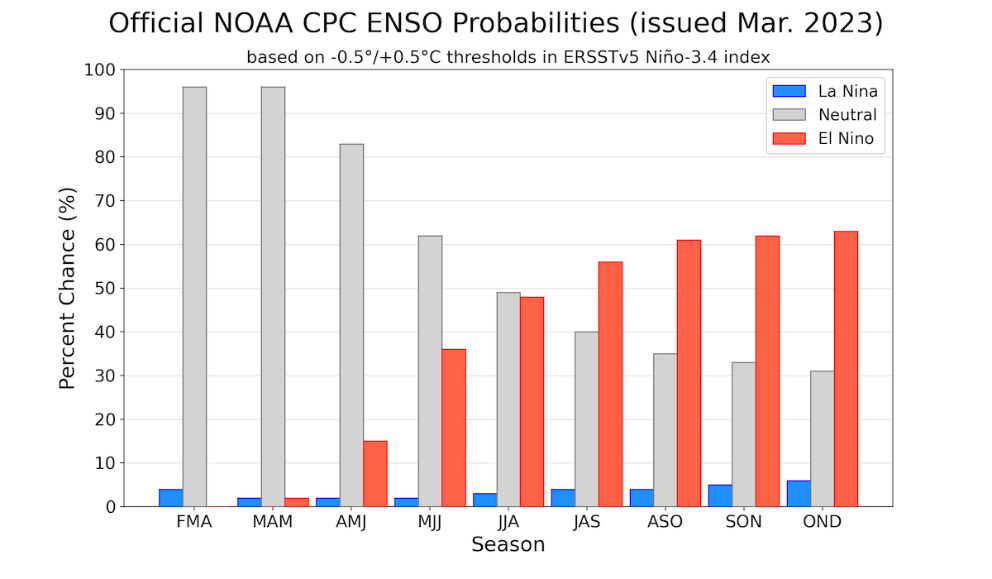 Official NOAA CPC ENSO Probabilities (issued Mar. 2023)
based on -0.5°/+0.5°C thresholds in ERSSTv5 Niño-3.4 index
La Nina
Neutral
El Nino
Percent Chance (%)
100
90
80
70
60
50
40
30
20
10
0
FMA MAM AMJ MJJ JJA JAS ASO SON OND
Season